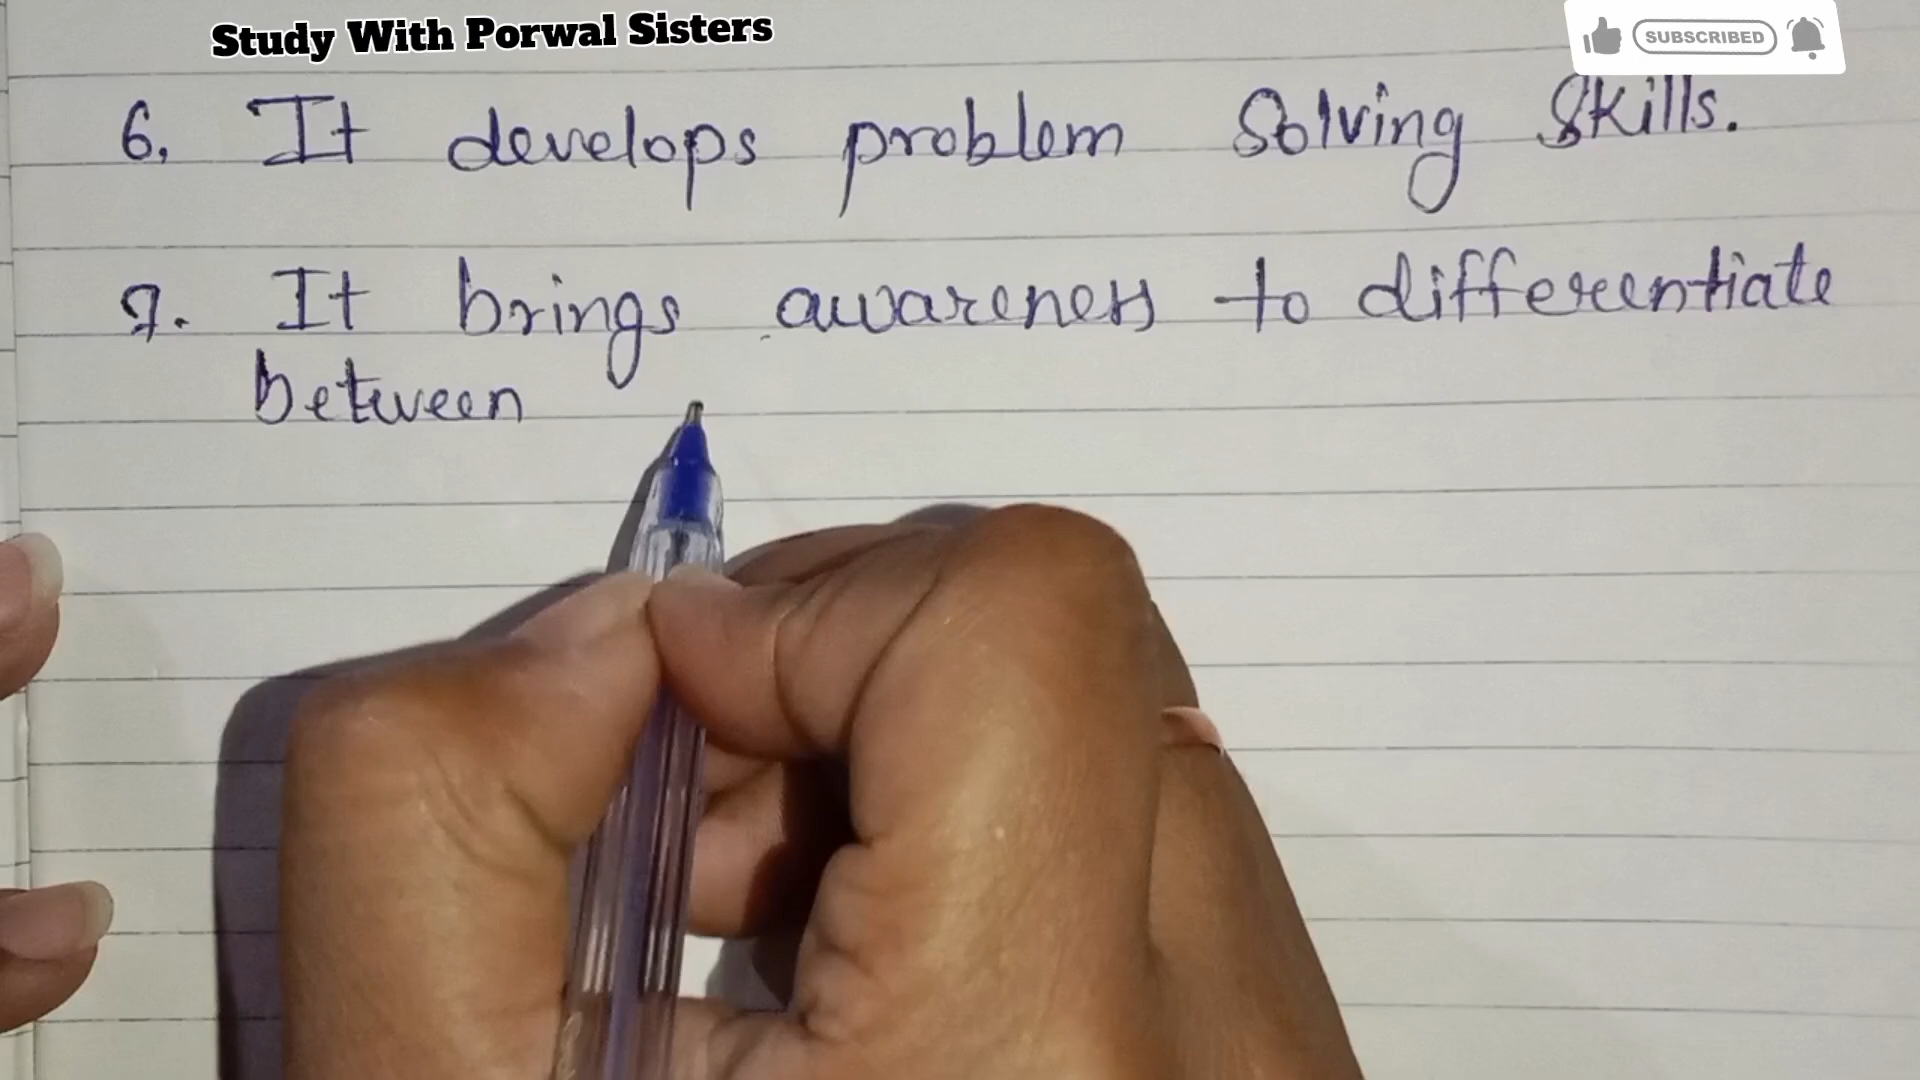 Study With Porwal Sisters
SUBSCRIBED
6. It develops problem Solving Skills.
7. It brings awareness to differentiate
between